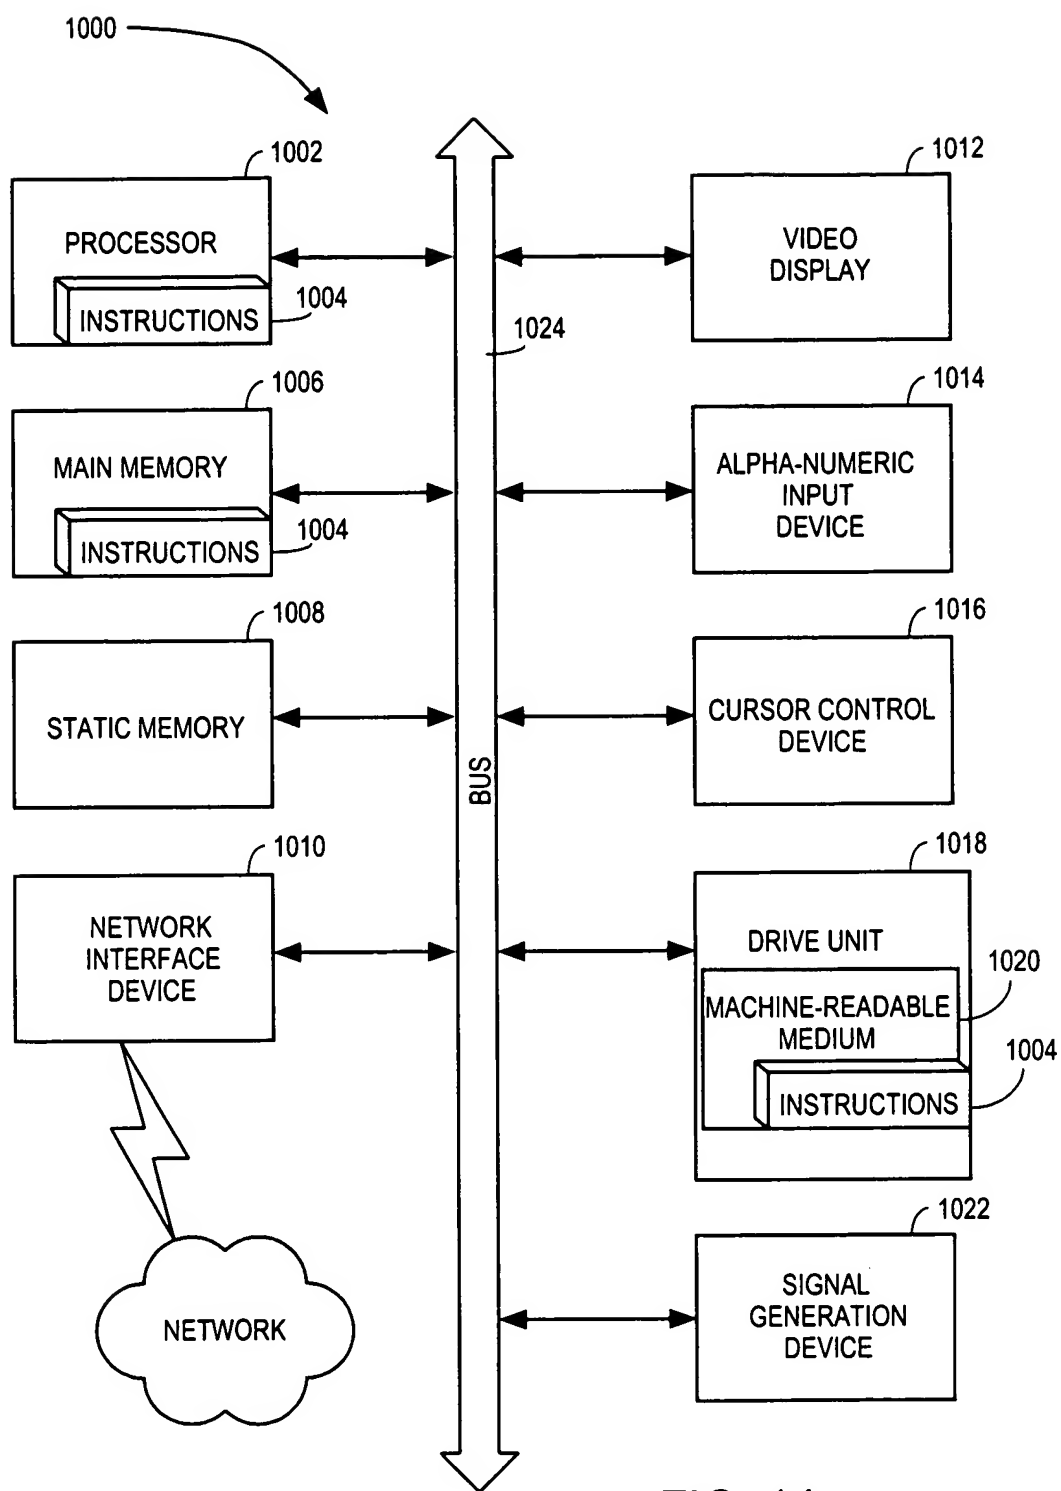 1000
1002
PROCESSOR
1004
INSTRUCTIONS
1006
MAIN MEMORY
1004
INSTRUCTIONS
1008
STATIC MEMORY
1010
NETWORK
INTERFACE
DEVICE
NETWORK
1024
BUS
1012
VIDEO
DISPLAY
1014
ALPHA-NUMERIC
INPUT
DEVICE
1016
CURSOR CONTROL
DEVICE
1018
DRIVE UNIT
1020
MACHINE-READABLE
MEDIUM
1004
INSTRUCTIONS
1022
SIGNAL
GENERATION
DEVICE